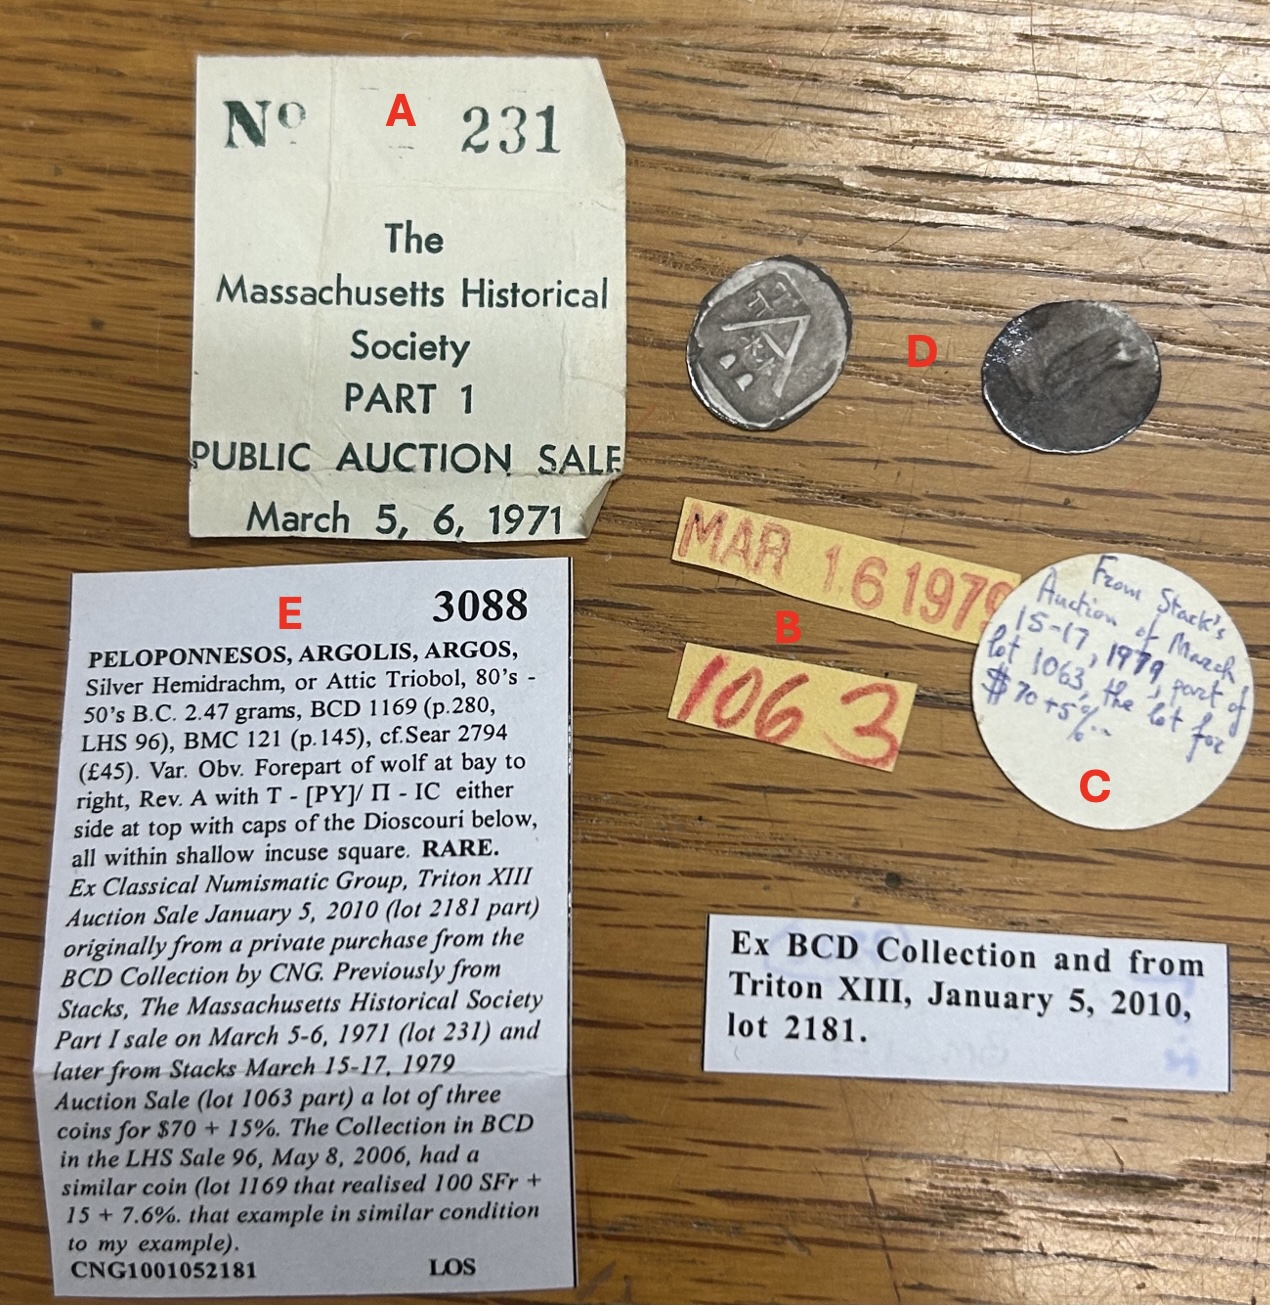 Nº A 231
The
Massachusetts Historical
Society
PART 1
PUBLIC AUCTION SALE
March 5, 6, 1971
D
MAR 16 1979
B
1063
From Stack's
Auction of March
15-17, 1979, part of
lot 1063, the lot for
$70+5%
C
E 3088
PELOPONNESOS, ARGOLIS, ARGOS,
Silver Hemidrachm, or Attic Triobol, 80's -
50's B.C. 2.47 grams, BCD 1169 (p.280,
LHS 96), BMC 121 (p.145), cf.Sear 2794
(£45). Var. Obv. Forepart of wolf at bay to
right, Rev. A with T - [PY]/ Π - IC either
side at top with caps of the Dioscouri below,
all within shallow incuse square. RARE.
Ex Classical Numismatic Group, Triton XIII
Auction Sale January 5, 2010 (lot 2181 part)
originally from a private purchase from the
BCD Collection by CNG. Previously from
Stacks, The Massachusetts Historical Society
Part I sale on March 5-6, 1971 (lot 231) and
later from Stacks March 15-17, 1979
Auction Sale (lot 1063 part) a lot of three
coins for $70 + 15%. The Collection in BCD
in the LHS Sale 96, May 8, 2006, had a
similar coin (lot 1169 that realised 100 SFr +
15 + 7.6%. that example in similar condition
to my example).
CNG1001052181 LOS
Ex BCD Collection and from
Triton XIII, January 5, 2010,
lot 2181.